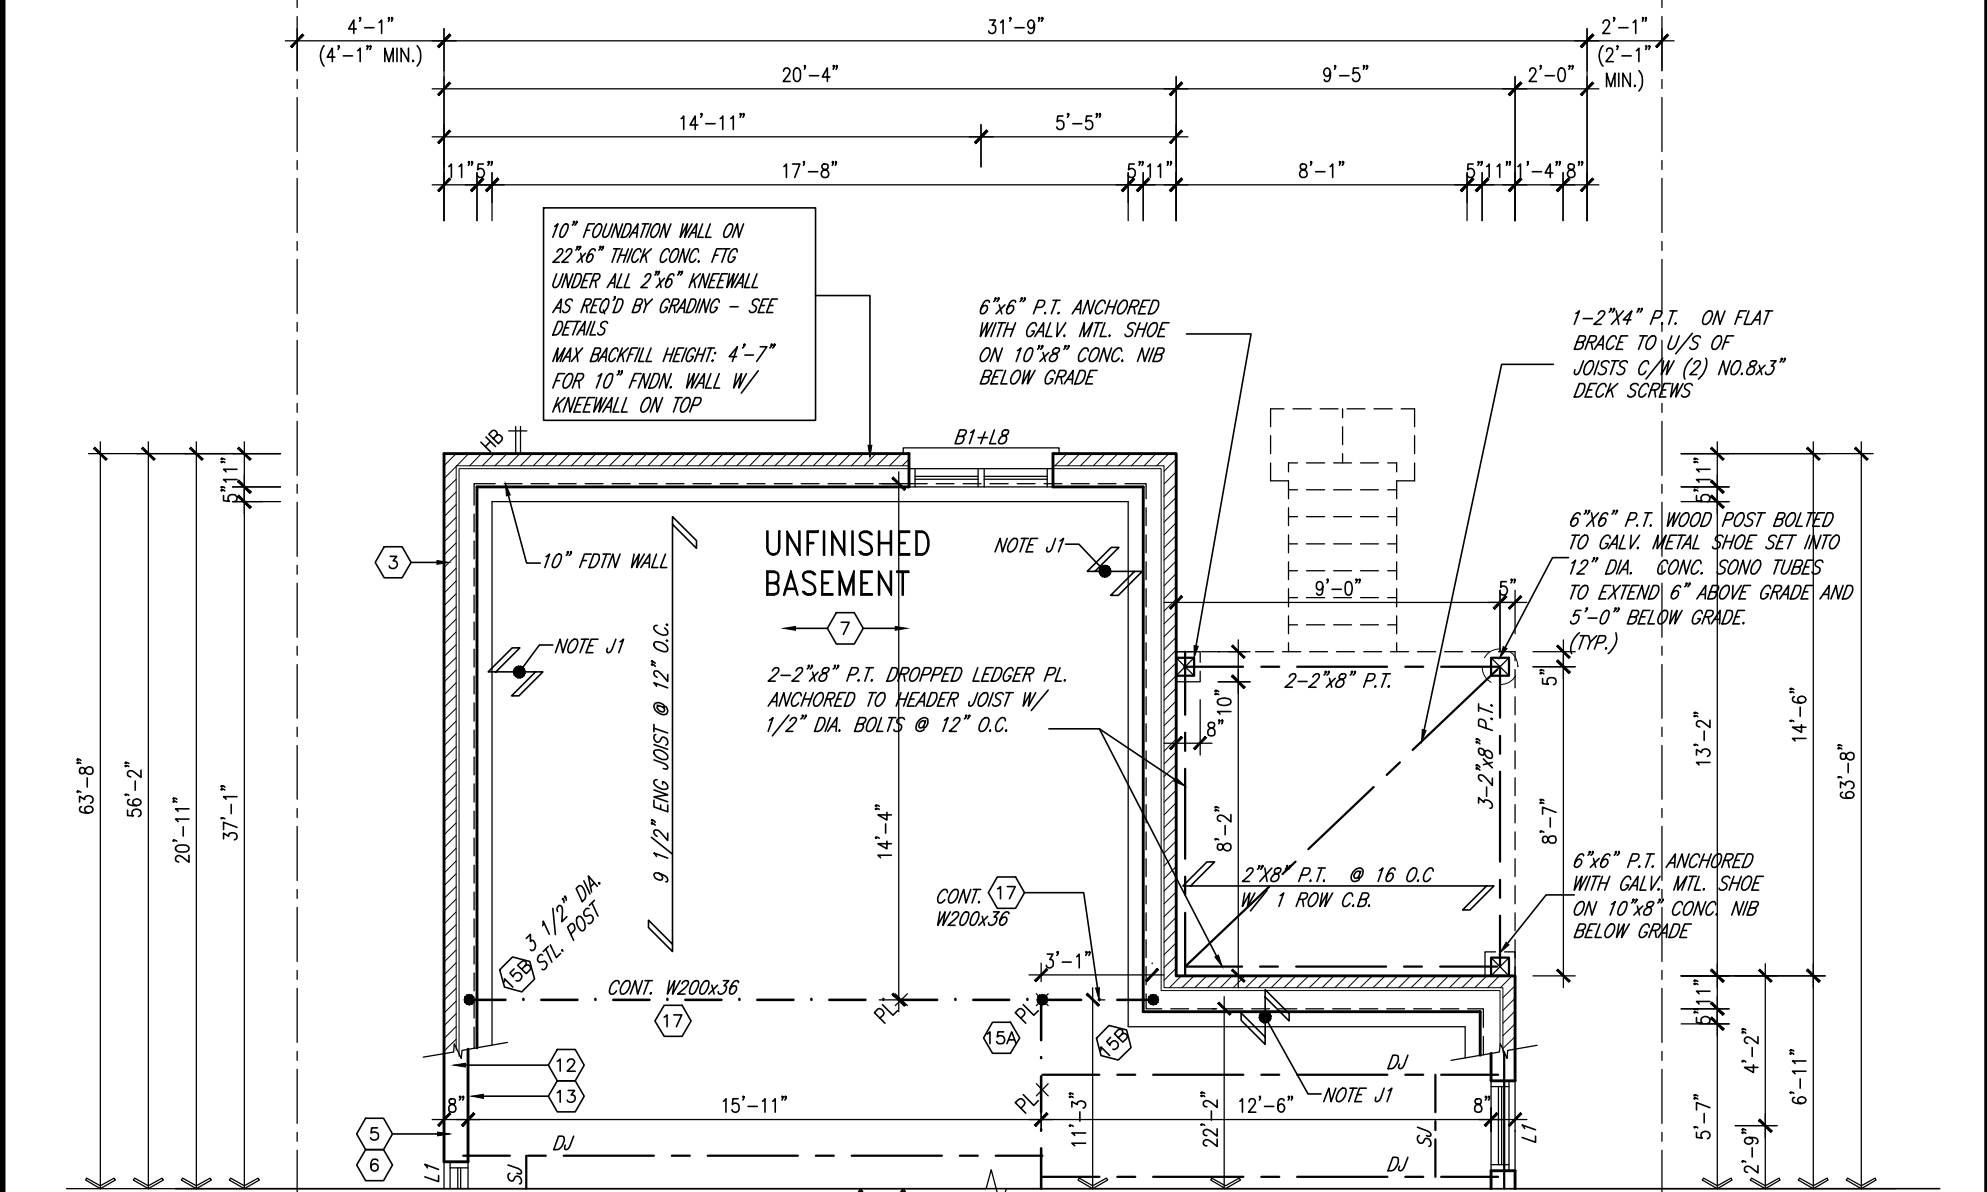 4'-1"
(4'-1" MIN.)
31'-9"
2'-1"
(2'-1"
MIN.)
20'-4"
9'-5"
2'-0"
14'-11"
5'-5"
11"
5"
17'-8"
5"
11"
8'-1"
5"
11"
1'-4"
8"
10" FOUNDATION WALL ON
22"x6" THICK CONC. FTG
UNDER ALL 2"x6" KNEEWALL
AS REQ'D BY GRADING – SEE
DETAILS
MAX BACKFILL HEIGHT: 4'-7"
FOR 10" FNDN. WALL W/
KNEEWALL ON TOP
6"x6" P.T. ANCHORED
WITH GALV. MTL. SHOE
ON 10"x8" CONC. NIB
BELOW GRADE
1-2"X4" P.T. ON FLAT
BRACE TO U/S OF
JOISTS C/W (2) NO.8x3"
DECK SCREWS
HB
B1+L8
5"
11"
5"
11"
3
10" FDTN WALL
UNFINISHED
BASEMENT
7
NOTE J1
NOTE J1
6"X6" P.T. WOOD POST BOLTED
TO GALV. METAL SHOE SET INTO
12" DIA. CONC. SONO TUBES
TO EXTEND 6" ABOVE GRADE AND
5'-0" BELOW GRADE.
(TYP.)
9'-0"
5"
2-2"x8" P.T. DROPPED LEDGER PL.
ANCHORED TO HEADER JOIST W/
1/2" DIA. BOLTS @ 12" O.C.
2-2"x8" P.T.
10"
8"
5"
9 1/2" ENG JOIST @ 12" O.C.
3-2"x8" P.T.
63'-8"
56'-2"
20'-11"
37'-1"
14'-4"
8'-2"
8'-7"
13'-2"
14'-6"
63'-8"
2"X8" P.T. @ 16 O.C
W/ 1 ROW C.B.
6"x6" P.T. ANCHORED
WITH GALV. MTL. SHOE
ON 10"x8" CONC. NIB
BELOW GRADE
CONT. 17
W200x36
3 1/2" DIA.
STL. POST
15B
3'-1"
CONT. W200x36
17
PL
PL
15A
15B
5"
11"
12
13
DJ
PL
NOTE J1
4'-2"
6'-11"
8"
15'-11"
12'-6"
8"
11'-3"
22'-2"
5'-7"
2'-9"
5
6
DJ
L1
SJ
SJ
DJ
L1